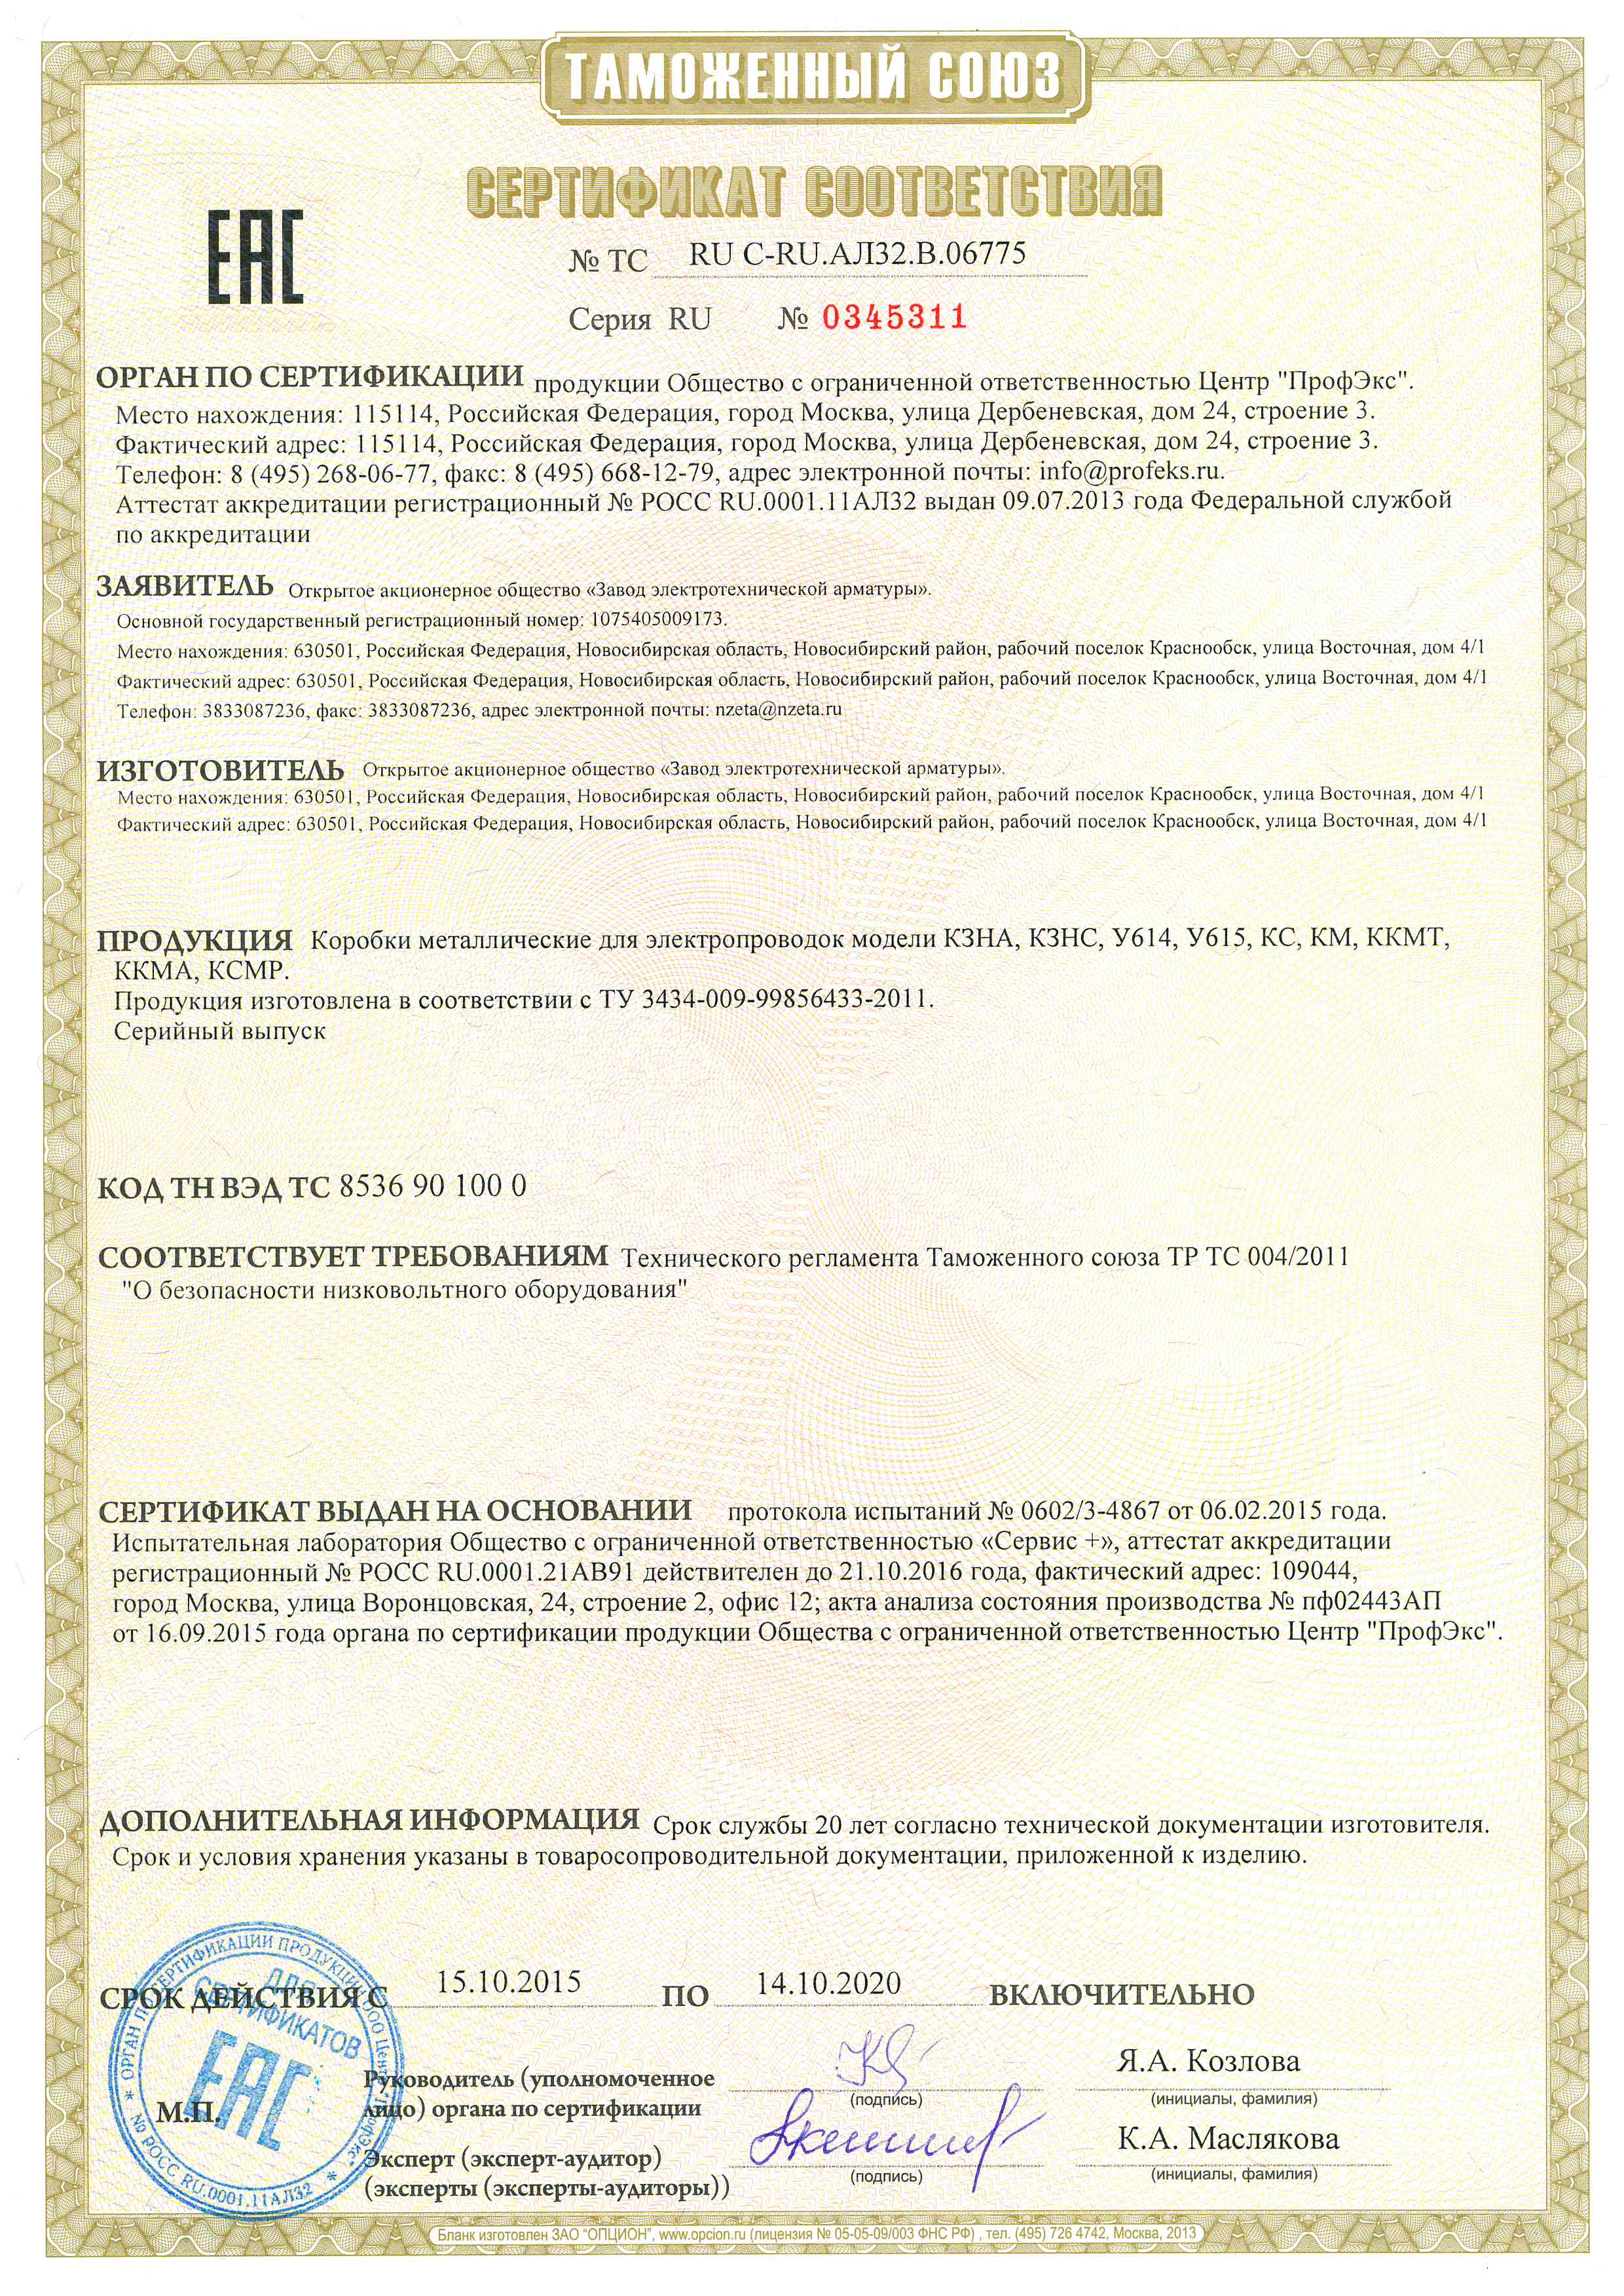 ТАМОЖЕННЫЙ СОЮЗ
СЕРТИФИКАТ СООТВЕТСТВИЯ
ЕАС
№ ТС RU C-RU.АЛ32.В.06775
Серия RU № 0345311
ОРГАН ПО СЕРТИФИКАЦИИ продукции Общество с ограниченной ответственностью Центр "ПрофЭкс".
Место нахождения: 115114, Российская Федерация, город Москва, улица Дербеневская, дом 24, строение 3.
Фактический адрес: 115114, Российская Федерация, город Москва, улица Дербеневская, дом 24, строение 3.
Телефон: 8 (495) 268-06-77, факс: 8 (495) 668-12-79, адрес электронной почты: info@profeks.ru.
Аттестат аккредитации регистрационный № РОСС RU.0001.11АЛ32 выдан 09.07.2013 года Федеральной службой
по аккредитации
ЗАЯВИТЕЛЬ Открытое акционерное общество «Завод электротехнической арматуры».
Основной государственный регистрационный номер: 1075405009173.
Место нахождения: 630501, Российская Федерация, Новосибирская область, Новосибирский район, рабочий поселок Краснообск, улица Восточная, дом 4/1
Фактический адрес: 630501, Российская Федерация, Новосибирская область, Новосибирский район, рабочий поселок Краснообск, улица Восточная, дом 4/1
Телефон: 3833087236, факс: 3833087236, адрес электронной почты: nzeta@nzeta.ru
ИЗГОТОВИТЕЛЬ Открытое акционерное общество «Завод электротехнической арматуры».
Место нахождения: 630501, Российская Федерация, Новосибирская область, Новосибирский район, рабочий поселок Краснообск, улица Восточная, дом 4/1
Фактический адрес: 630501, Российская Федерация, Новосибирская область, Новосибирский район, рабочий поселок Краснообск, улица Восточная, дом 4/1
ПРОДУКЦИЯ Коробки металлические для электропроводок модели КЗНА, КЗНС, У614, У615, КС, КМ, ККМТ,
ККМА, КСМР.
Продукция изготовлена в соответствии с ТУ 3434-009-99856433-2011.
Серийный выпуск
КОД ТН ВЭД ТС 8536 90 100 0
СООТВЕТСТВУЕТ ТРЕБОВАНИЯМ Технического регламента Таможенного союза ТР ТС 004/2011
"О безопасности низковольтного оборудования"
СЕРТИФИКАТ ВЫДАН НА ОСНОВАНИИ протокола испытаний № 0602/3-4867 от 06.02.2015 года.
Испытательная лаборатория Общество с ограниченной ответственностью «Сервис +», аттестат аккредитации
регистрационный № РОСС RU.0001.21АВ91 действителен до 21.10.2016 года, фактический адрес: 109044,
город Москва, улица Воронцовская, 24, строение 2, офис 12; акта анализа состояния производства № пф02443АП
от 16.09.2015 года органа по сертификации продукции Общества с ограниченной ответственностью Центр "ПрофЭкс".
ДОПОЛНИТЕЛЬНАЯ ИНФОРМАЦИЯ Срок службы 20 лет согласно технической документации изготовителя.
Срок и условия хранения указаны в товаросопроводительной документации, приложенной к изделию.
СРОК ДЕЙСТВИЯ С 15.10.2015 ПО 14.10.2020 ВКЛЮЧИТЕЛЬНО
ОРГАН ПО СЕРТИФИКАЦИИ ПРОДУКЦИИ ООО Центр "ПрофЭкс"
* № РОСС RU.0001.11АЛ32 *
ДЛЯ
СЕРТИФИКАТОВ
ЕАС
М.П.
Руководитель (уполномоченное
лицо) органа по сертификации
(подпись)
Я.А. Козлова
(инициалы, фамилия)
Эксперт (эксперт-аудитор)
(эксперты (эксперты-аудиторы))
(подпись)
К.А. Маслякова
(инициалы, фамилия)
Бланк изготовлен ЗАО "ОПЦИОН", www.opcion.ru (лицензия № 05-05-09/003 ФНС РФ) , тел. (495) 726 4742, Москва, 2013